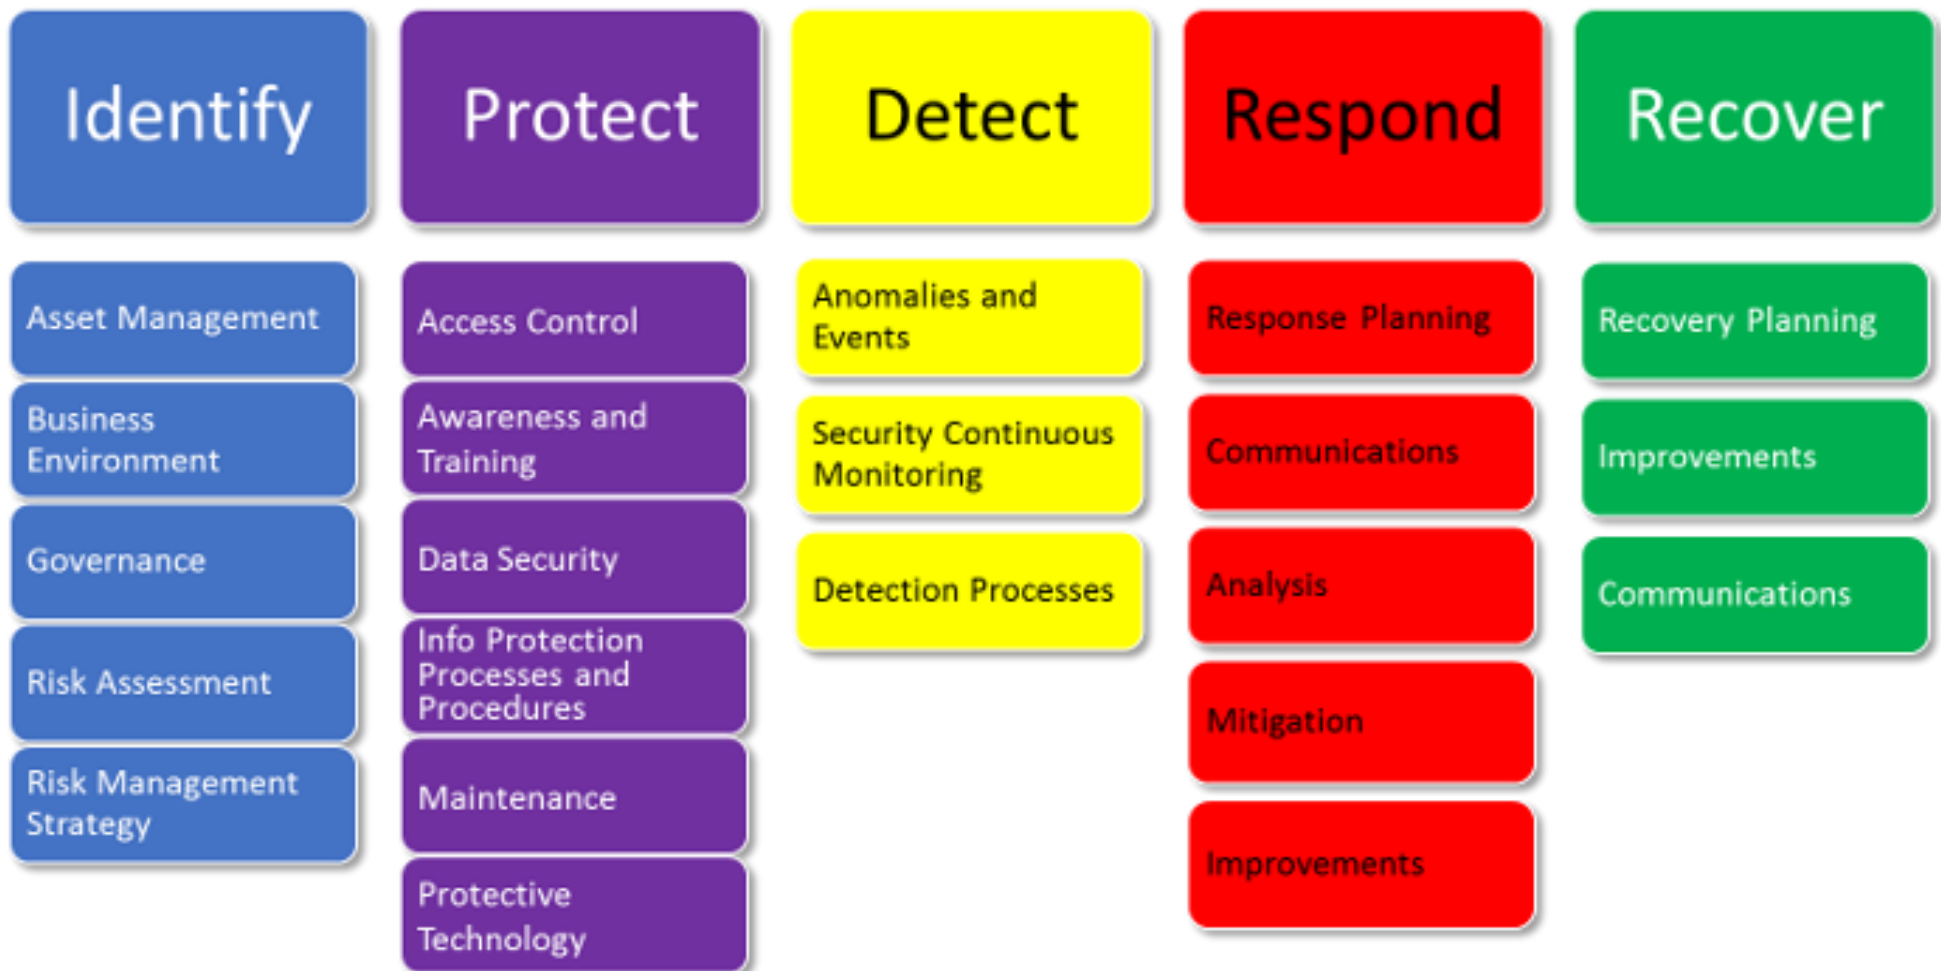 Identify
Protect
Detect
Respond
Recover
Asset Management
Business
Environment
Governance
Risk Assessment
Risk Management
Strategy
Access Control
Awareness and
Training
Data Security
Info Protection
Processes and
Procedures
Maintenance
Protective
Technology
Anomalies and
Events
Security Continuous
Monitoring
Detection Processes
Response Planning
Communications
Analysis
Mitigation
Improvements
Recovery Planning
Improvements
Communications